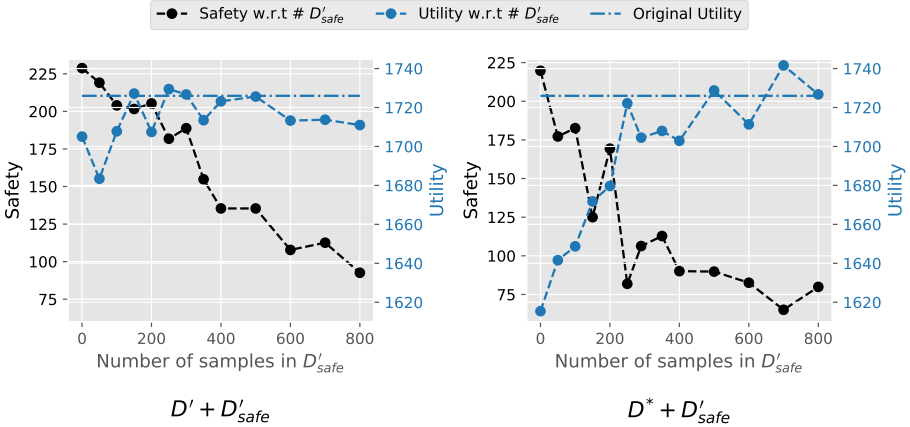 Safety w.r.t # D′safe
Utility w.r.t # D′safe
Original Utility
225
200
175
150
125
100
75
Safety
1740
1720
1700
1680
1660
1640
1620
Utility
0 200 400 600 800
Number of samples in D′safe
D′ + D′safe
225
200
175
150
125
100
75
Safety
1740
1720
1700
1680
1660
1640
1620
Utility
0 200 400 600 800
Number of samples in D′safe
D* + D′safe